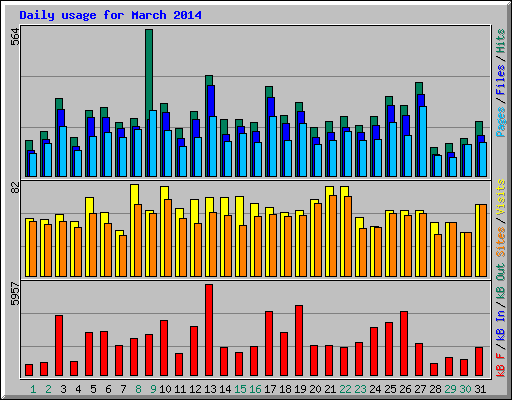 Daily usage for March 2014
564
Pages / Files / Hits
82
Sites / Visits
5957
kB F / kB In / kB Out
1 2 3 4 5 6 7 8 9 10 11 12 13 14 15 16 17 18 19 20 21 22 23 24 25 26 27 28 29 30 31